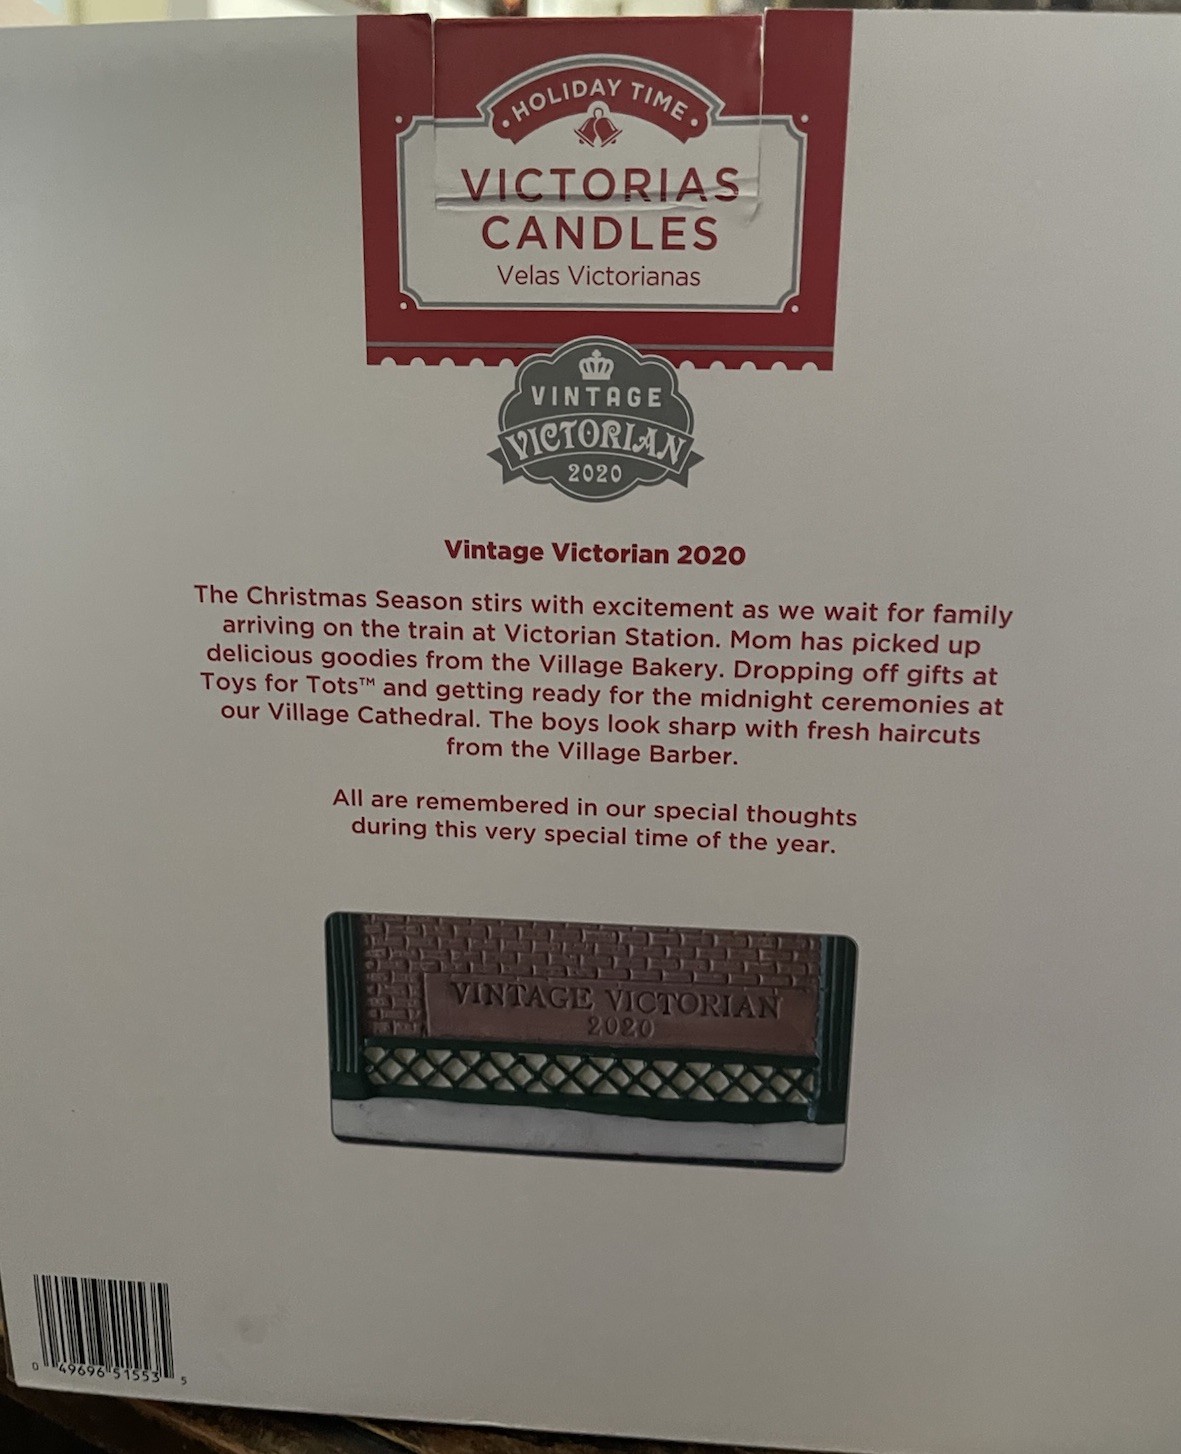 HOLIDAY TIME
VICTORIAS
CANDLES
Velas Victorianas
VINTAGE
VICTORIAN
2020
Vintage Victorian 2020
The Christmas Season stirs with excitement as we wait for family
arriving on the train at Victorian Station. Mom has picked up
delicious goodies from the Village Bakery. Dropping off gifts at
Toys for Tots™ and getting ready for the midnight ceremonies at
our Village Cathedral. The boys look sharp with fresh haircuts
from the Village Barber.
All are remembered in our special thoughts
during this very special time of the year.
VINTAGE VICTORIAN
2020
0 49696 51553 5